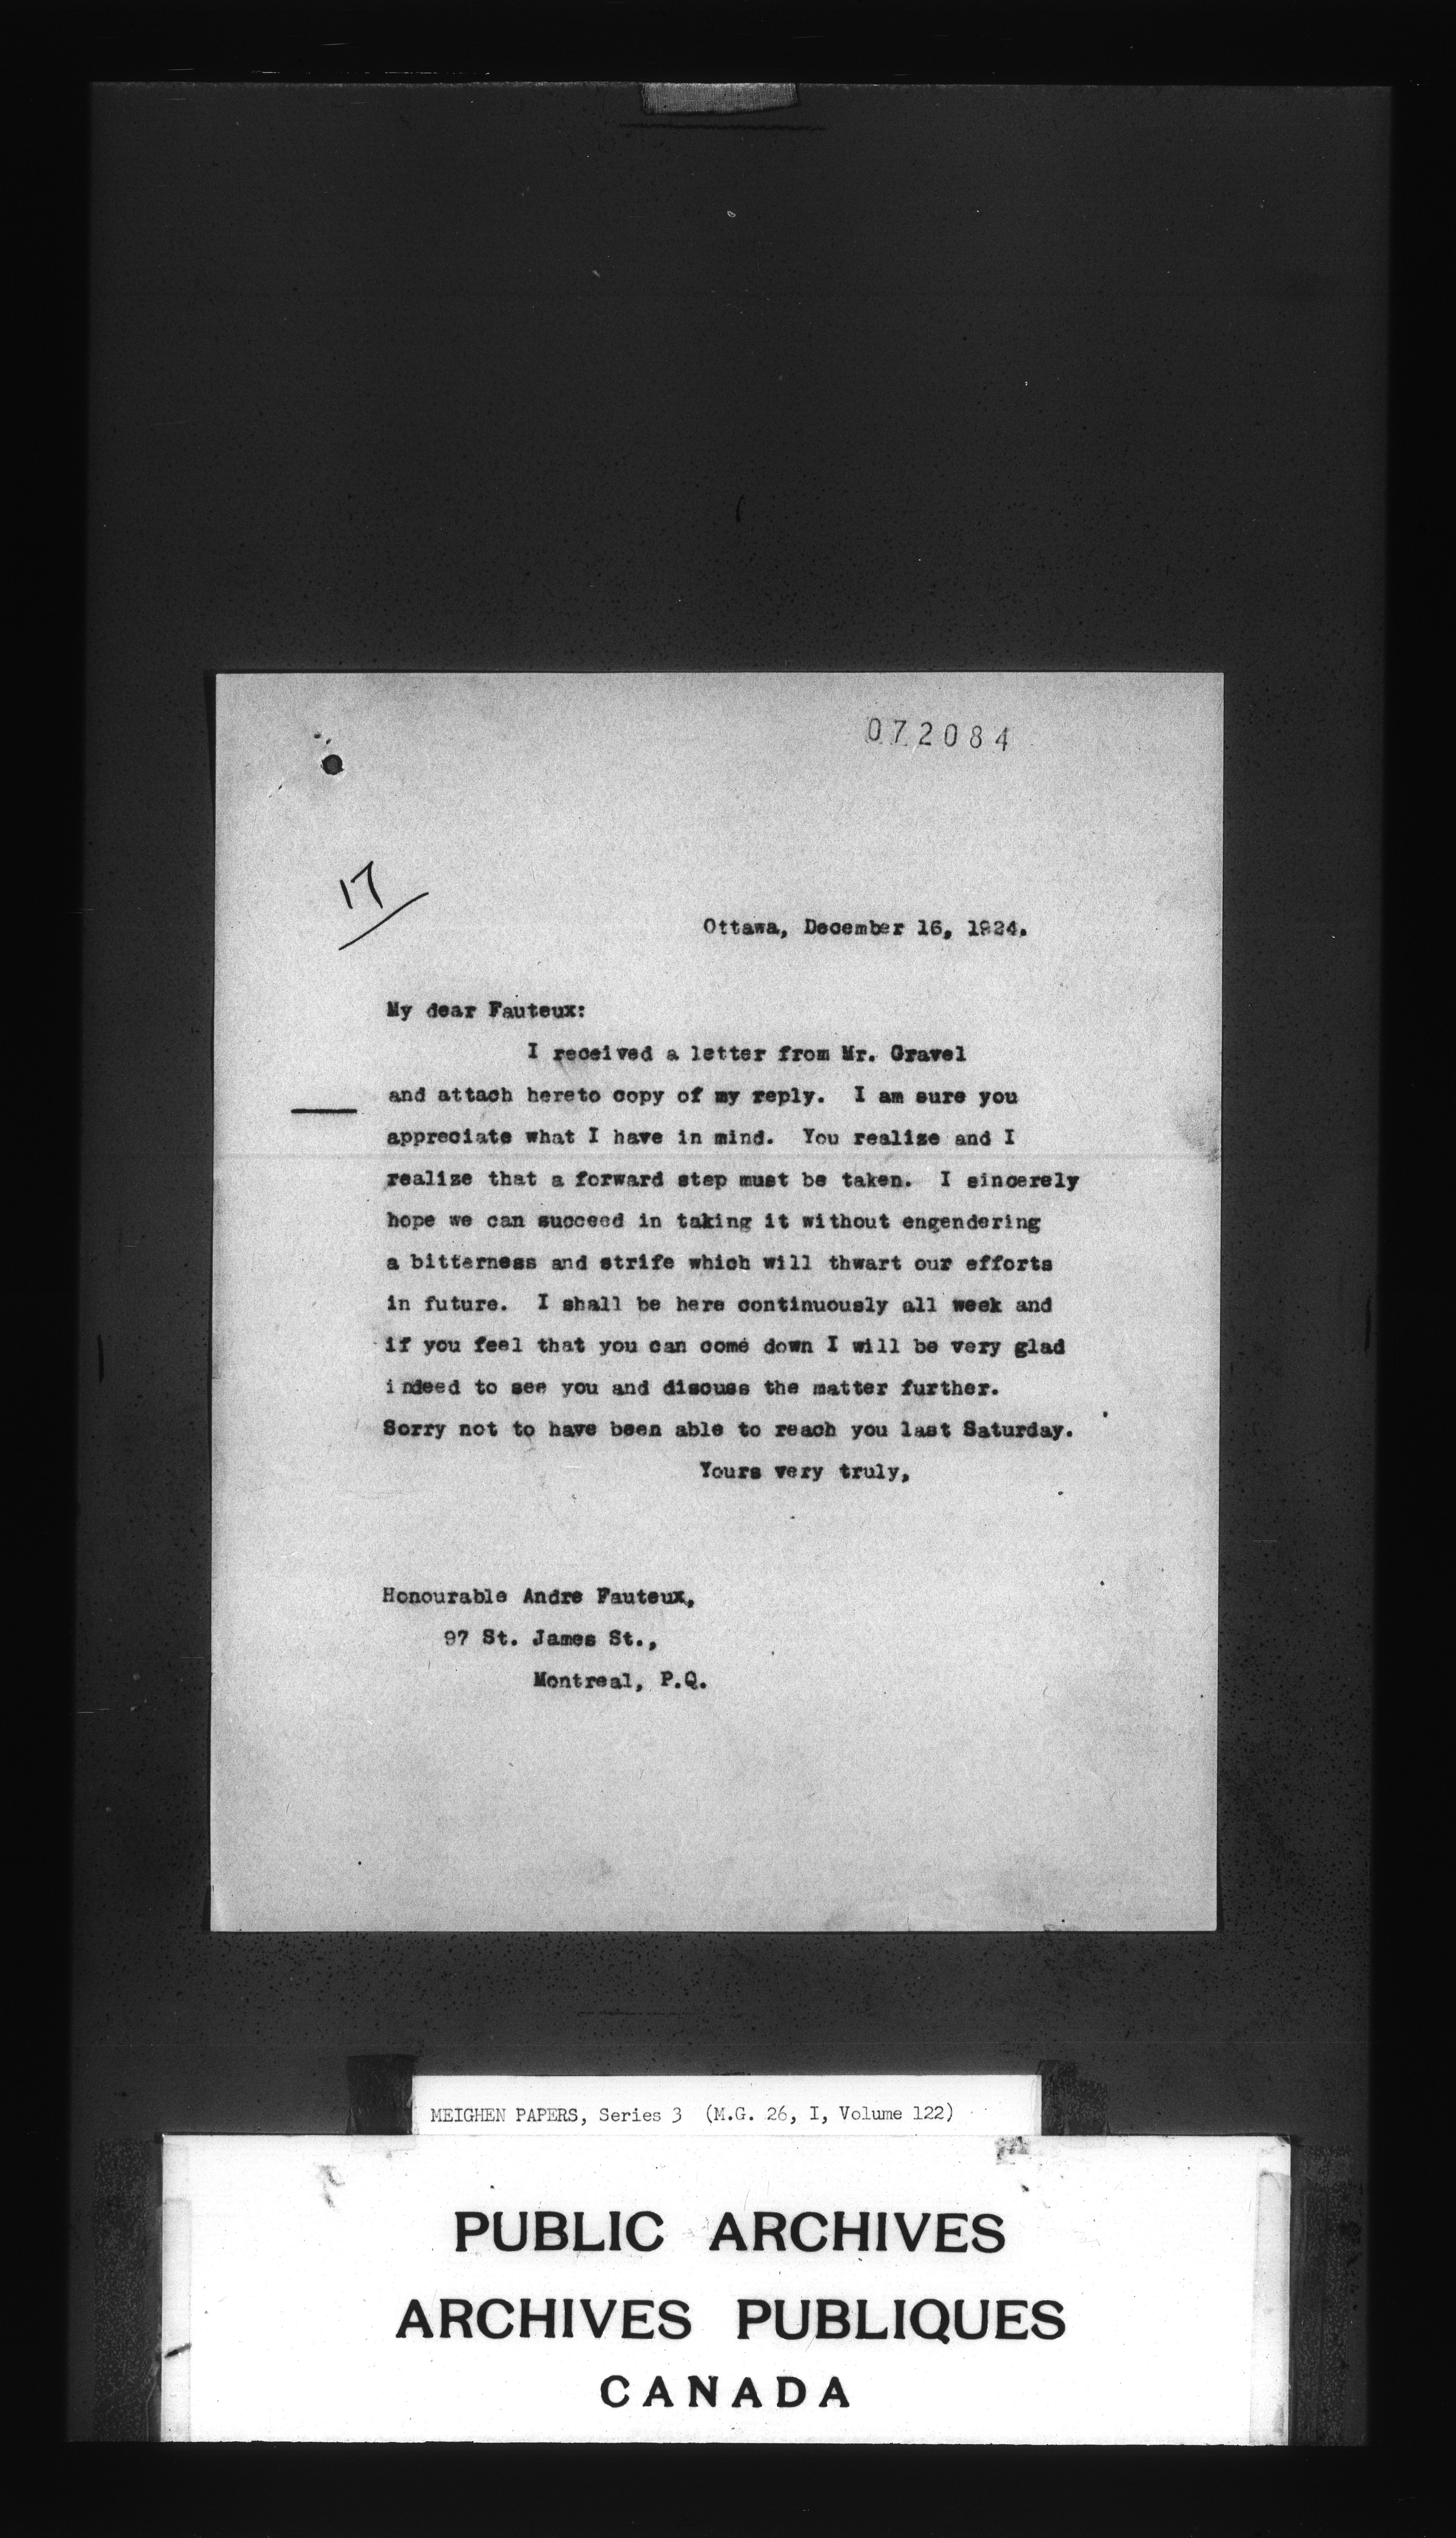 072084
17
Ottawa, December 16, 1924.
My dear Fauteux:
I received a letter from Mr. Gravel
and attach hereto copy of my reply. I am sure you
appreciate what I have in mind. You realize and I
realize that a forward step must be taken. I sincerely
hope we can succeed in taking it without engendering
a bitterness and strife which will thwart our efforts
in future. I shall be here continuously all week and
if you feel that you can come down I will be very glad
indeed to see you and discuss the matter further.
Sorry not to have been able to reach you last Saturday.
Yours very truly,
Honourable Andre Fauteux,
97 St. James St.,
Montreal, P.Q.
MEIGHEN PAPERS, Series 3 (M.G. 26, I, Volume 122)
PUBLIC ARCHIVES
ARCHIVES PUBLIQUES
CANADA